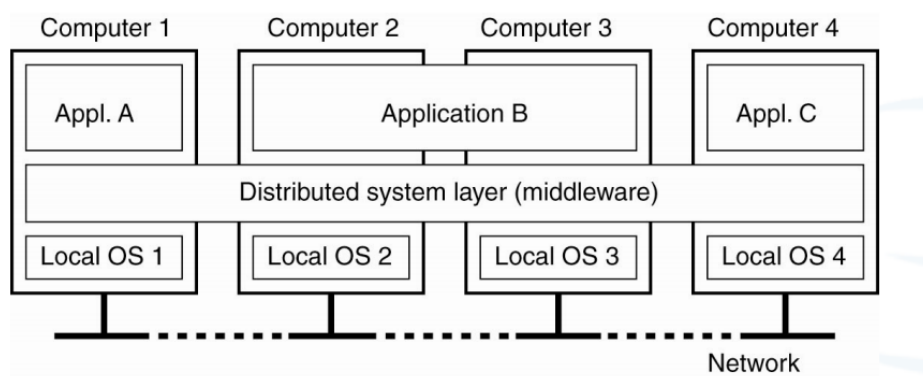 Computer 1
Computer 2
Computer 3
Computer 4
Appl. A
Application B
Appl. C
Distributed system layer (middleware)
Local OS 1
Local OS 2
Local OS 3
Local OS 4
Network